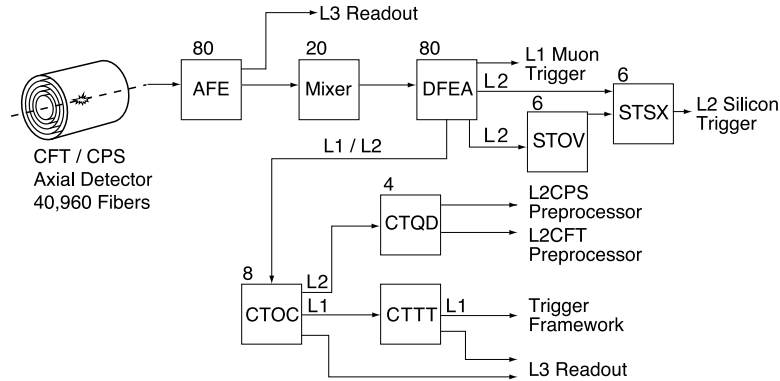 L3 Readout
80
20
80
AFE
Mixer
DFEA
L1 Muon
Trigger
L2
6
STSX
L2 Silicon
Trigger
6
L2
STOV
CFT / CPS
Axial Detector
40,960 Fibers
L1 / L2
4
CTQD
L2CPS
Preprocessor
L2CFT
Preprocessor
8
CTOC
L2
L1
CTTT
L1
Trigger
Framework
L3 Readout